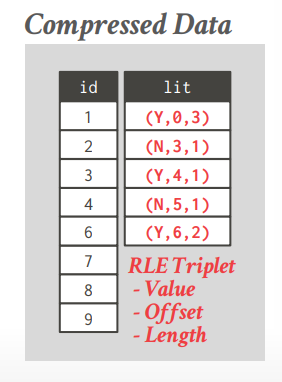 Compressed Data
id lit
1 (Y,0,3)
2 (N,3,1)
3 (Y,4,1)
4 (N,5,1)
6 (Y,6,2)
7 RLE Triplet
8 - Value
- Offset
9 - Length